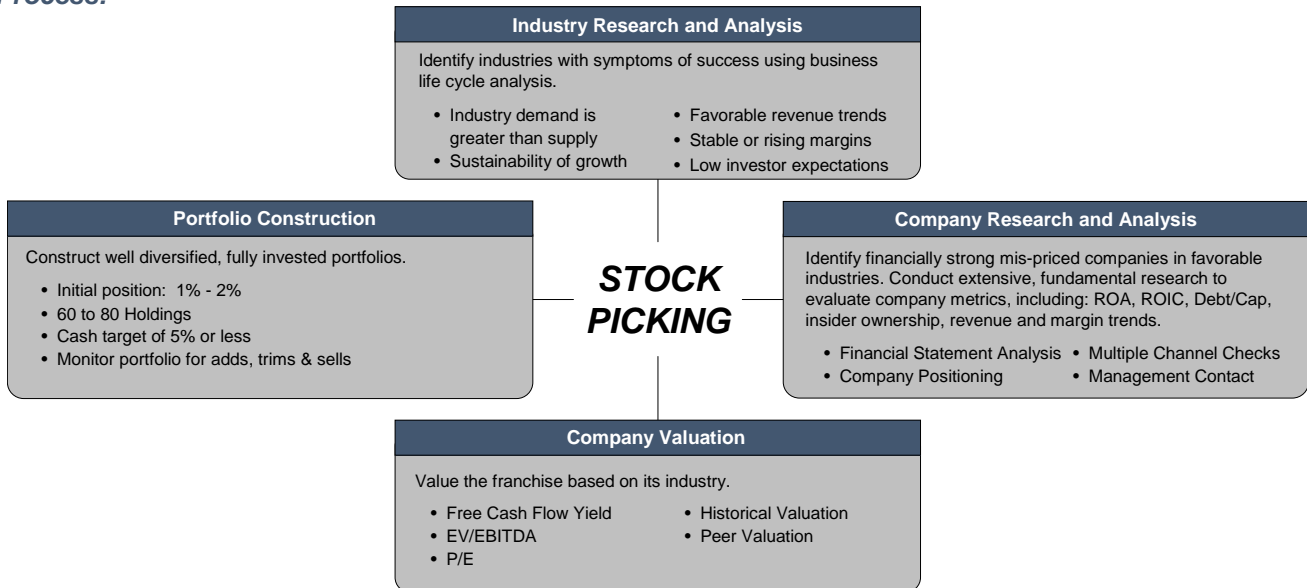 Industry Research and Analysis
Identify industries with symptoms of success using business
life cycle analysis.
• Industry demand is
greater than supply
• Sustainability of growth
• Favorable revenue trends
• Stable or rising margins
• Low investor expectations
Portfolio Construction
Construct well diversified, fully invested portfolios.
• Initial position: 1% - 2%
• 60 to 80 Holdings
• Cash target of 5% or less
• Monitor portfolio for adds, trims & sells
STOCK
PICKING
Company Research and Analysis
Identify financially strong mis-priced companies in favorable
industries. Conduct extensive, fundamental research to
evaluate company metrics, including: ROA, ROIC, Debt/Cap,
insider ownership, revenue and margin trends.
• Financial Statement Analysis
• Company Positioning
• Multiple Channel Checks
• Management Contact
Company Valuation
Value the franchise based on its industry.
• Free Cash Flow Yield
• EV/EBITDA
• P/E
• Historical Valuation
• Peer Valuation